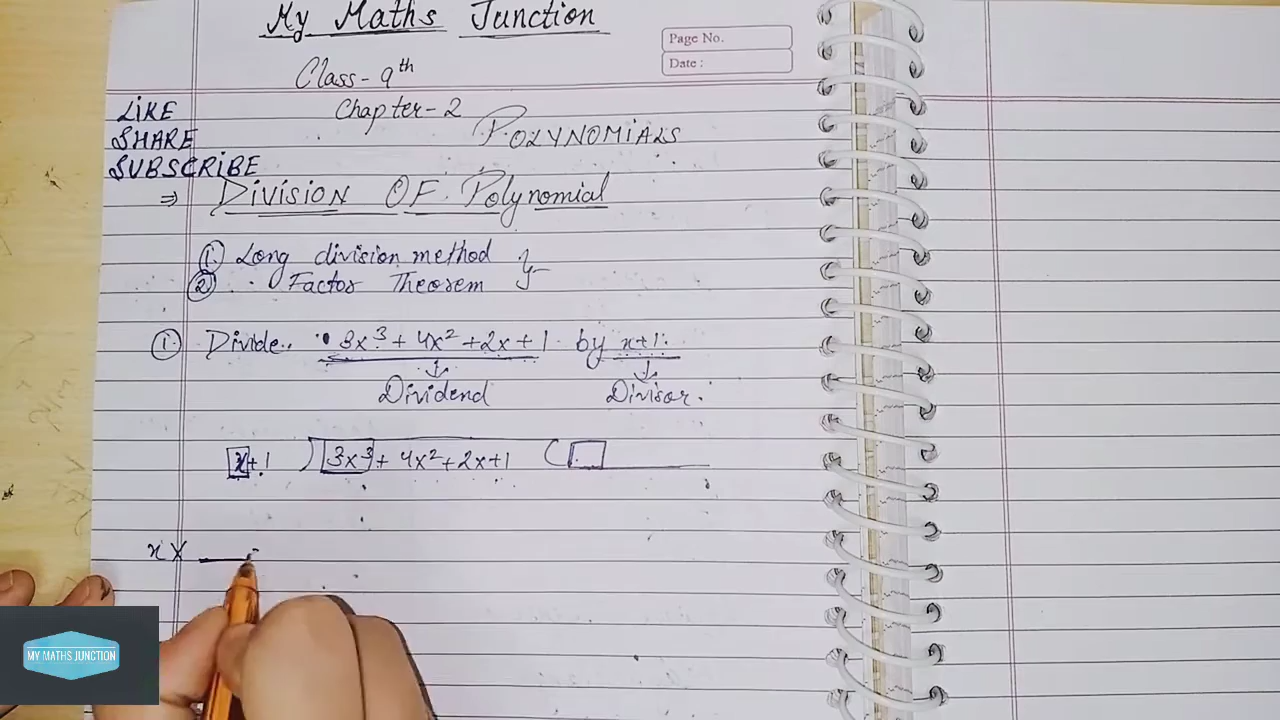 My Maths Junction
Page No.
Date :
Class - 9th
Chapter - 2
POLYNOMIALS
LIKE
SHARE
SUBSCRIBE
⇒ DIVISION OF Polynomial
① Long division method
② Factor Theorem
① Divide 3x³ + 4x² + 2x + 1 by x+1.
Dividend Divisor.
x+1 ) 3x³ + 4x² + 2x + 1 (
x ×
MY MATHS JUNCTION